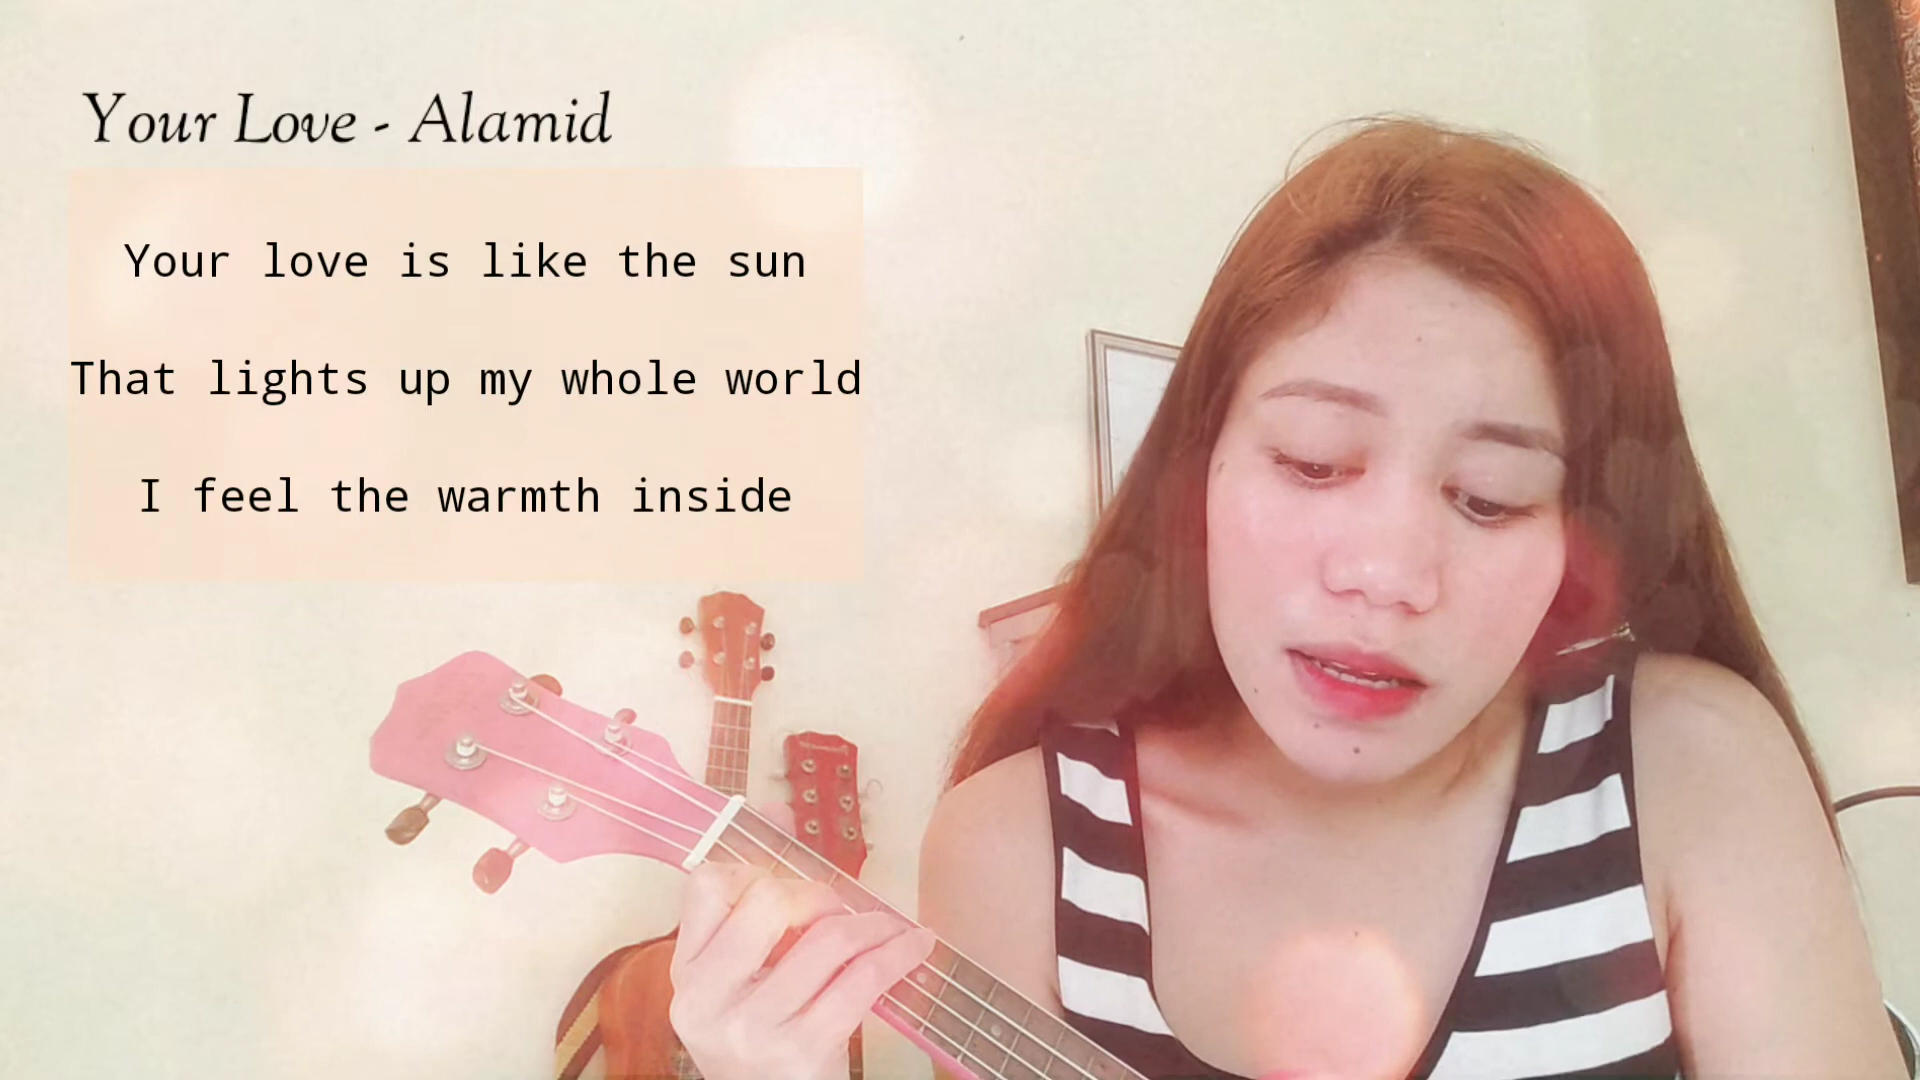 Your Love - Alamid
Your love is like the sun
That lights up my whole world
I feel the warmth inside